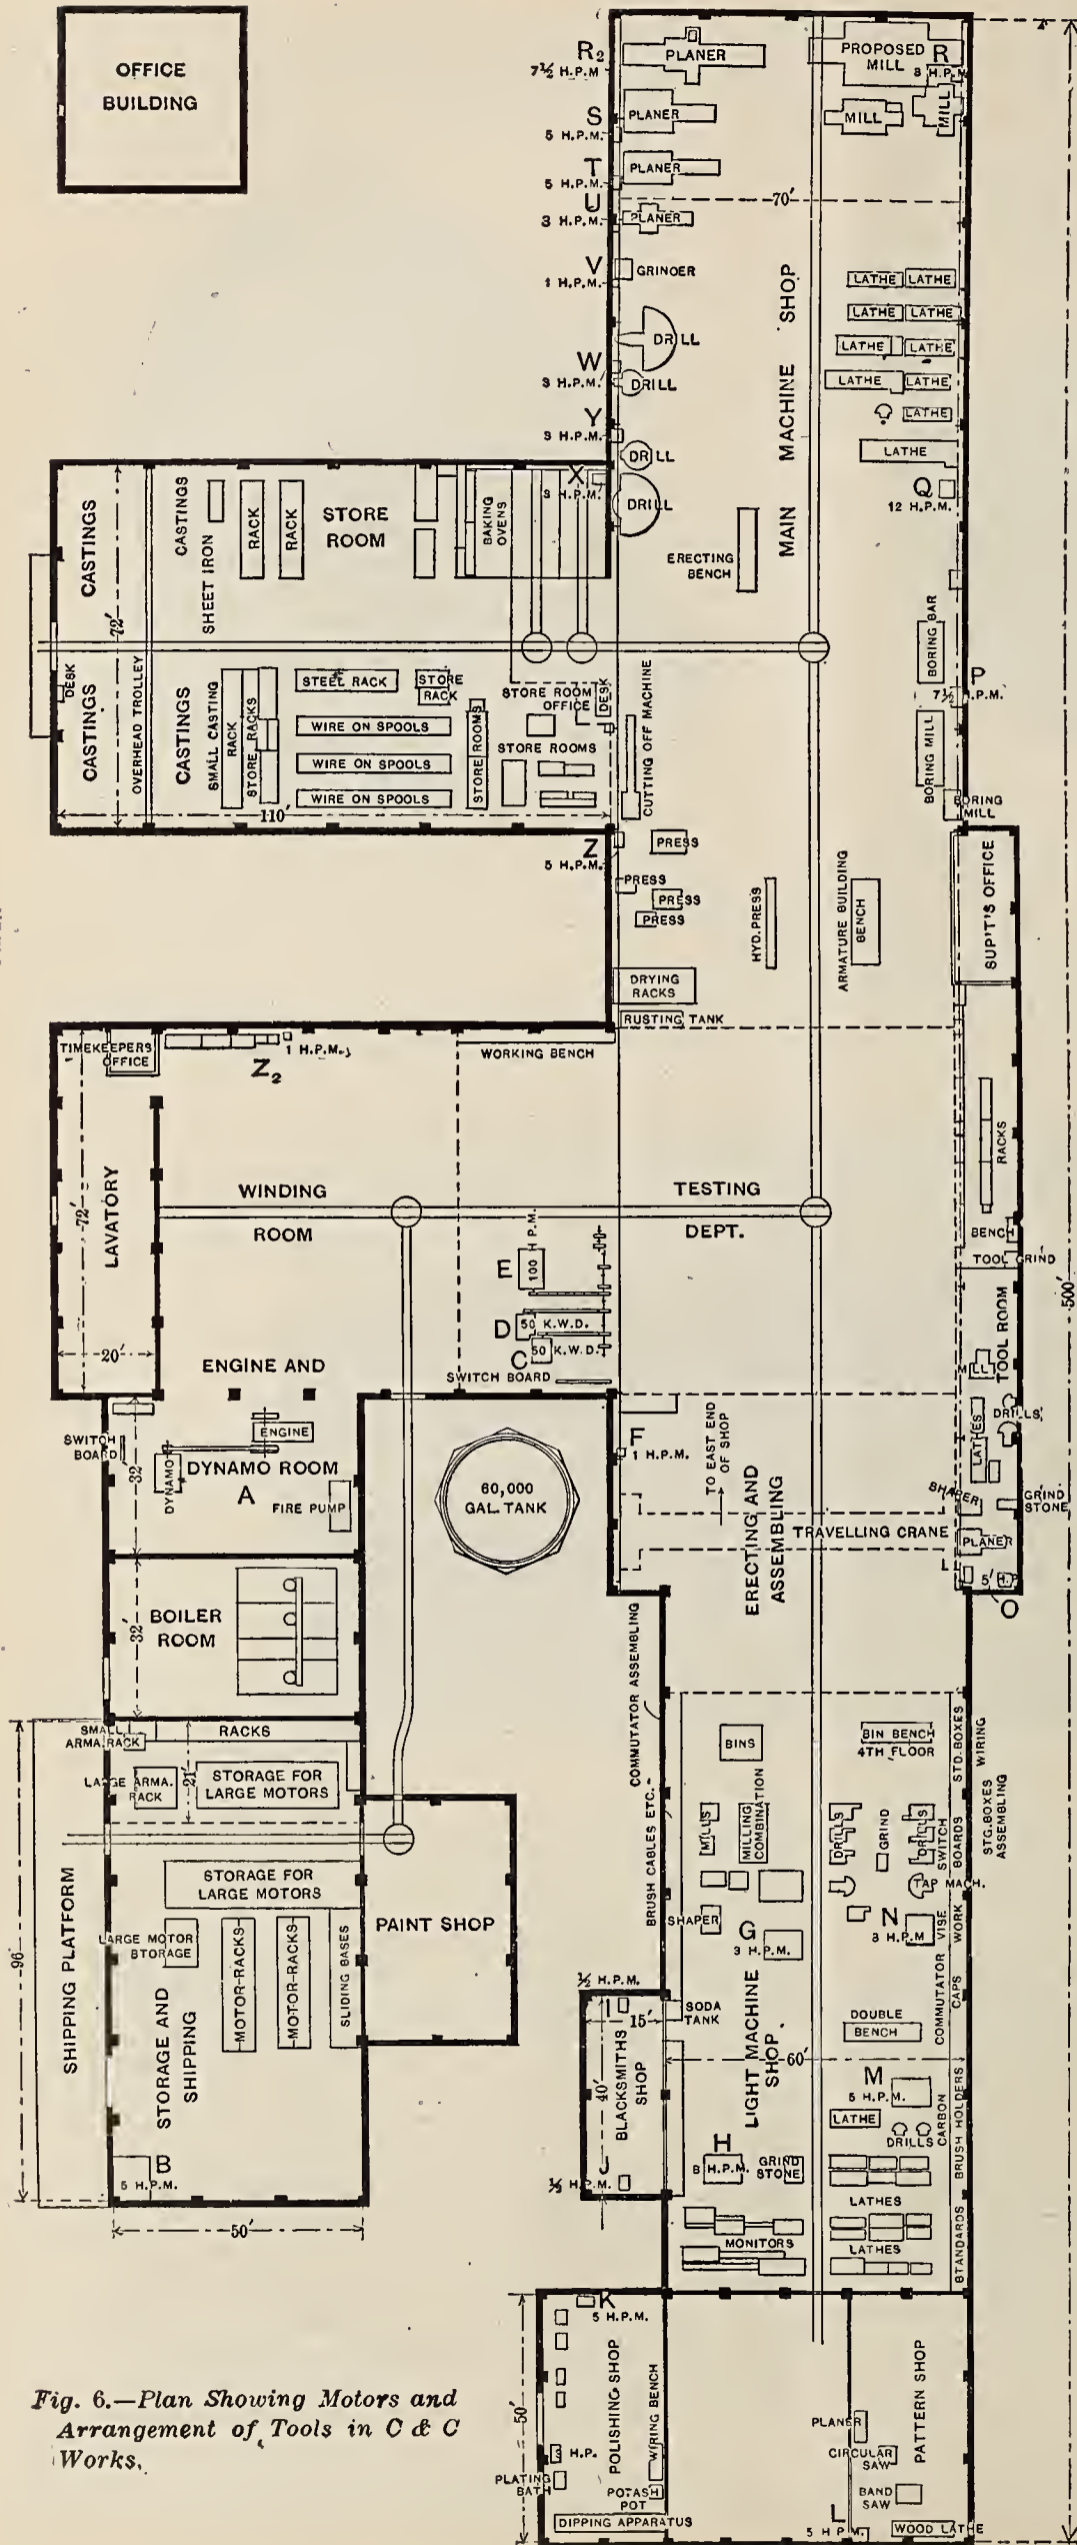 OFFICE
BUILDING
R2
7½ H.P.M
PLANER
PROPOSED
MILL
R
8 H.P.M
S
5 H.P.M.
PLANER
MILL
MILL
T
5 H.P.M.
PLANER
70'
U
3 H.P.M.
PLANER
V
1 H.P.M.
GRINDER
MAIN MACHINE SHOP
LATHE
LATHE
LATHE
LATHE
LATHE
LATHE
LATHE
LATHE
LATHE
LATHE
DRILL
W
3 H.P.M.
DRILL
Y
3 H.P.M.
DRILL
X
3 H.P.M.
DRILL
Q
12 H.P.M.
ERECTING
BENCH
CASTINGS
CASTINGS
SHEET IRON
RACK
RACK
STORE
ROOM
BAKING
OVENS
72'
DESK
CASTINGS
OVERHEAD TROLLEY
CASTINGS
SMALL CASTING
RACK
STORE RACKS
STEEL RACK
STORE
RACK
WIRE ON SPOOLS
WIRE ON SPOOLS
WIRE ON SPOOLS
STORE ROOMS
STORE ROOM
OFFICE
DESK
STORE ROOMS
110'
CUTTING OFF MACHINE
BORING BAR
P
7½ H.P.M.
BORING MILL
BORING
MILL
Z
5 H.P.M.
PRESS
PRESS
PRESS
PRESS
HYD. PRESS
ARMATURE BUILDING
BENCH
SUP'T'S OFFICE
DRYING
RACKS
RUSTING TANK
TIMEKEEPERS
OFFICE
Z2
1 H.P.M.
WORKING BENCH
LAVATORY
72'
20'
WINDING
ROOM
TESTING
DEPT.
RACKS
BENCH
TOOL GRIND
500'
E
100 H.P.M.
D
50 K.W.D.
C
50 K.W.D.
SWITCH BOARD
TOOL ROOM
MILL
DRILLS
LATHES
SHAPER
GRIND
STONE
PLANER
5 H.P.
O
ENGINE AND
DYNAMO ROOM
SWITCH
BOARD
32'
ENGINE
DYNAMO
A
FIRE PUMP
60,000
GAL. TANK
F
1 H.P.M.
TO EAST END
OF SHOP
ERECTING AND
ASSEMBLING
TRAVELLING CRANE
BOILER
ROOM
32'
COMMUTATOR ASSEMBLING
BRUSH CABLES ETC.
SMALL
ARMA. RACK
RACKS
LARGE ARMA.
RACK
21'
STORAGE FOR
LARGE MOTORS
STORAGE FOR
LARGE MOTORS
SHIPPING PLATFORM
96'
LARGE MOTOR
STORAGE
MOTOR-RACKS
MOTOR-RACKS
SLIDING BASES
PAINT SHOP
STORAGE AND
SHIPPING
B
5 H.P.M.
50'
BINS
BIN BENCH
4TH FLOOR
STD. BOXES
WIRING
STG. BOXES
ASSEMBLING
MILLS
MILLING
COMBINATION
DRILLS
GRIND
DRILLS
SWITCH
BOARDS
TAP MACH.
SHAPER
G
3 H.P.M.
N
3 H.P.M
VISE
WORK
½ H.P.M.
I
15'
SODA
TANK
40'
BLACKSMITHS
SHOP
J
½ H.P.M.
LIGHT MACHINE
SHOP
60'
DOUBLE
BENCH
COMMUTATOR
CAPS
M
5 H.P.M.
LATHE
DRILLS
CARBON
BRUSH HOLDERS
H
8 H.P.M.
GRIND
STONE
LATHES
MONITORS
LATHES
STANDARDS
K
5 H.P.M.
50'
POLISHING SHOP
WIRING BENCH
3 H.P.
PLATING
BATH
POTASH
POT
DIPPING APPARATUS
PATTERN SHOP
PLANER
CIRCULAR
SAW
BAND
SAW
L
5 H P M.
WOOD LATHE
Fig. 6.—Plan Showing Motors and
Arrangement of Tools in C & C
Works.